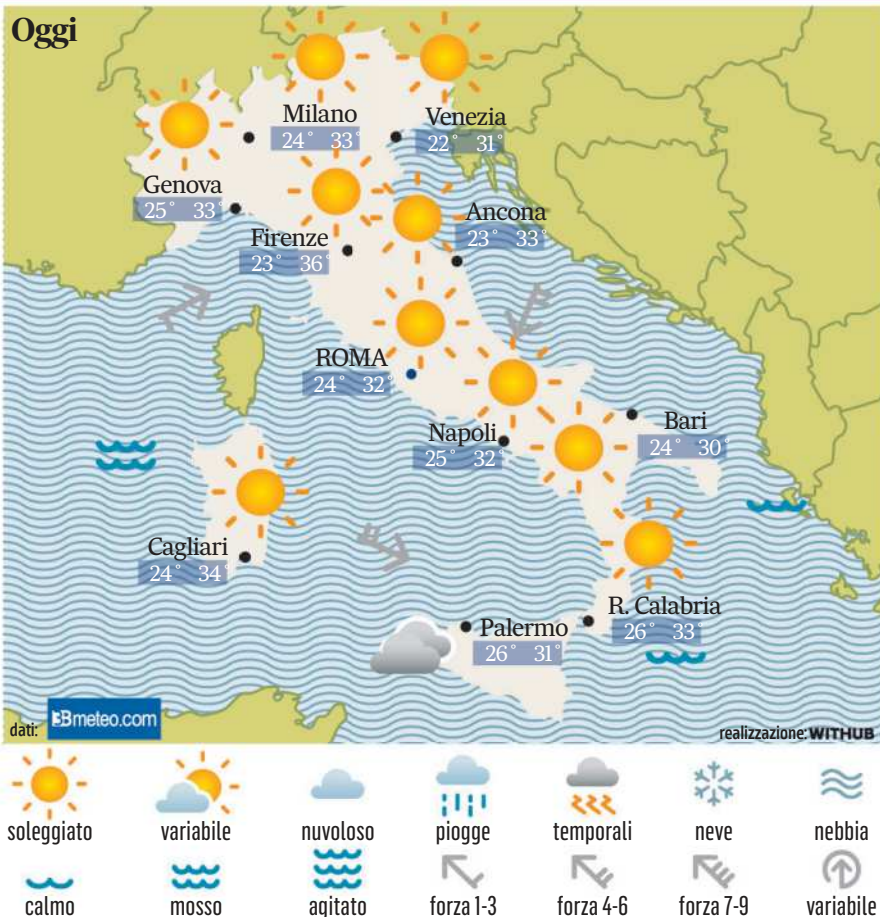 Oggi
Milano
24° 33°
Venezia
22° 31°
Genova
25° 33°
Firenze
23° 36°
Ancona
23° 33°
ROMA
24° 32°
Napoli
25° 32°
Bari
24° 30°
Cagliari
24° 34°
Palermo
26° 31°
R. Calabria
26° 33°
dati: 3Bmeteo.com
realizzazione: WITHUB
soleggiato variabile nuvoloso piogge temporali neve nebbia
calmo mosso agitato forza 1-3 forza 4-6 forza 7-9 variabile